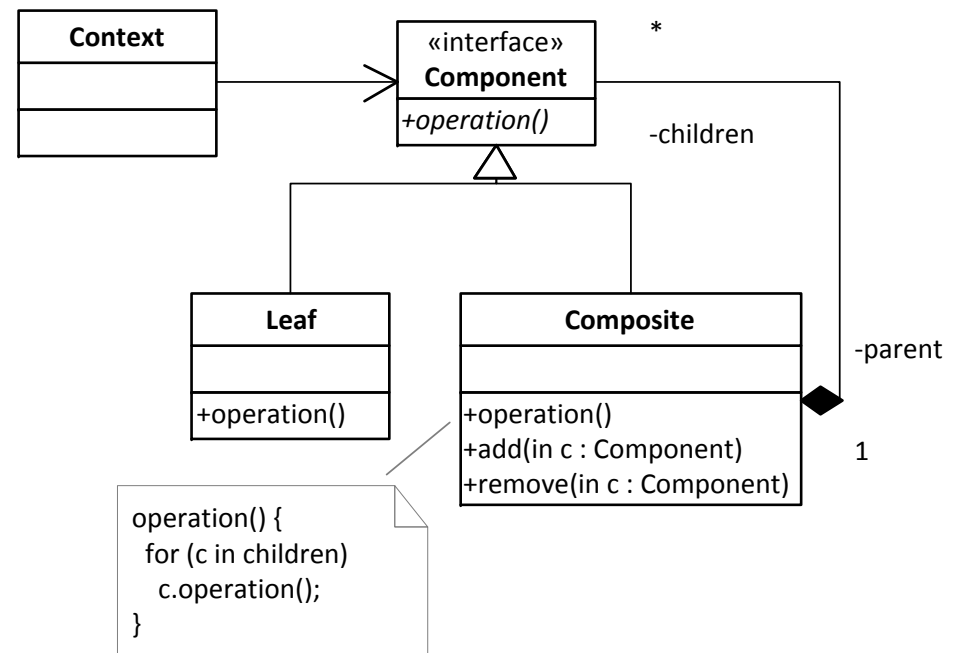 Context
«interface»
Component
+operation()
*
-children
Leaf
+operation()
Composite
+operation()
+add(in c : Component)
+remove(in c : Component)
-parent
1
operation() {
for (c in children)
c.operation();
}